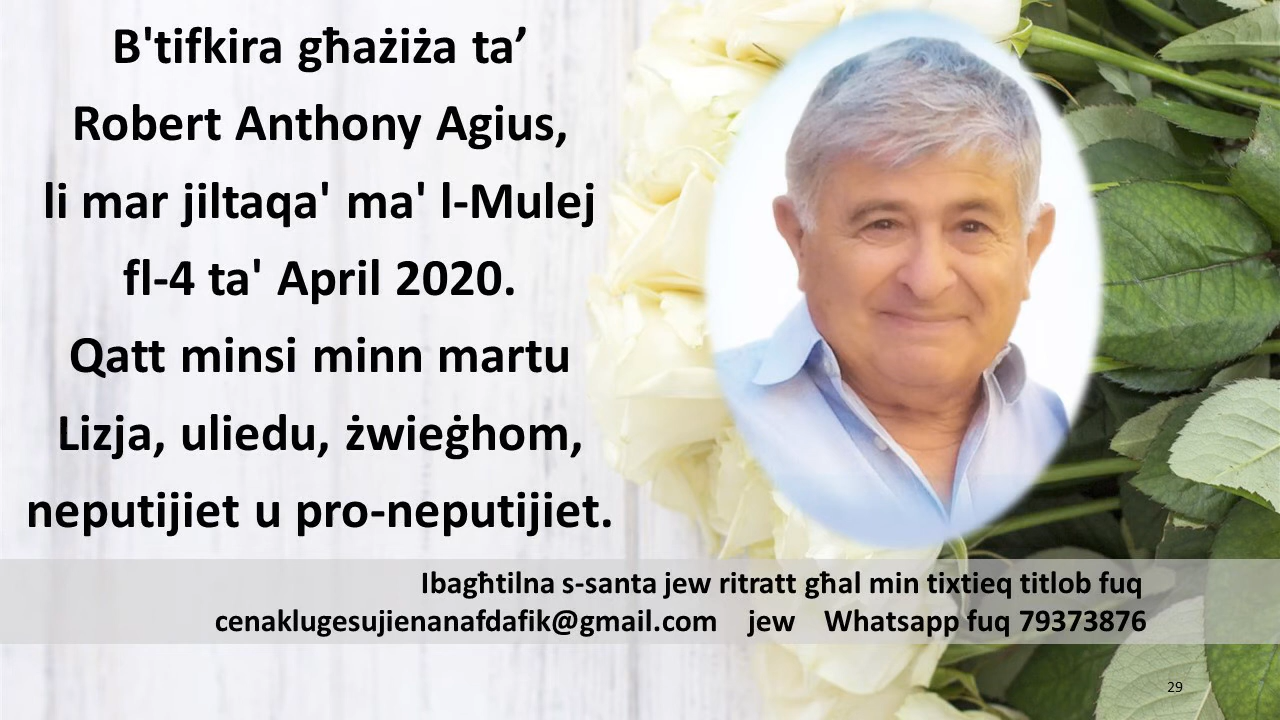 B'tifkira għażiża ta’
Robert Anthony Agius,
li mar jiltaqa' ma' l-Mulej
fl-4 ta' April 2020.
Qatt minsi minn martu
Lizja, uliedu, żwieġhom,
neputijiet u pro-neputijiet.
Ibagħtilna s-santa jew ritratt għal min tixtieq titlob fuq
cenaklugesujienanafdafik@gmail.com jew Whatsapp fuq 79373876
29